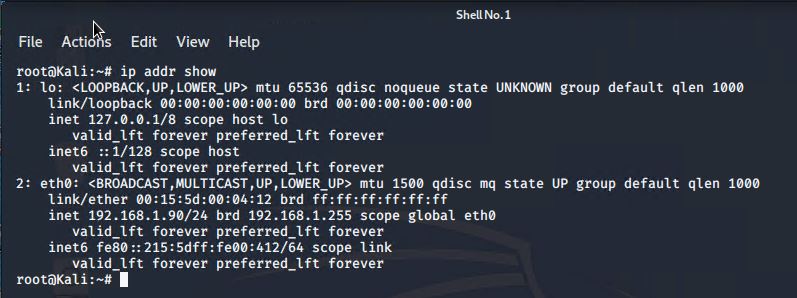 Shell No.1
File Actions Edit View Help
root@Kali:~# ip addr show
1: lo: <LOOPBACK,UP,LOWER_UP> mtu 65536 qdisc noqueue state UNKNOWN group default qlen 1000
    link/loopback 00:00:00:00:00:00 brd 00:00:00:00:00:00
    inet 127.0.0.1/8 scope host lo
       valid_lft forever preferred_lft forever
    inet6 ::1/128 scope host
       valid_lft forever preferred_lft forever
2: eth0: <BROADCAST,MULTICAST,UP,LOWER_UP> mtu 1500 qdisc mq state UP group default qlen 1000
    link/ether 00:15:5d:00:04:12 brd ff:ff:ff:ff:ff:ff
    inet 192.168.1.90/24 brd 192.168.1.255 scope global eth0
       valid_lft forever preferred_lft forever
    inet6 fe80::215:5dff:fe00:412/64 scope link
       valid_lft forever preferred_lft forever
root@Kali:~#